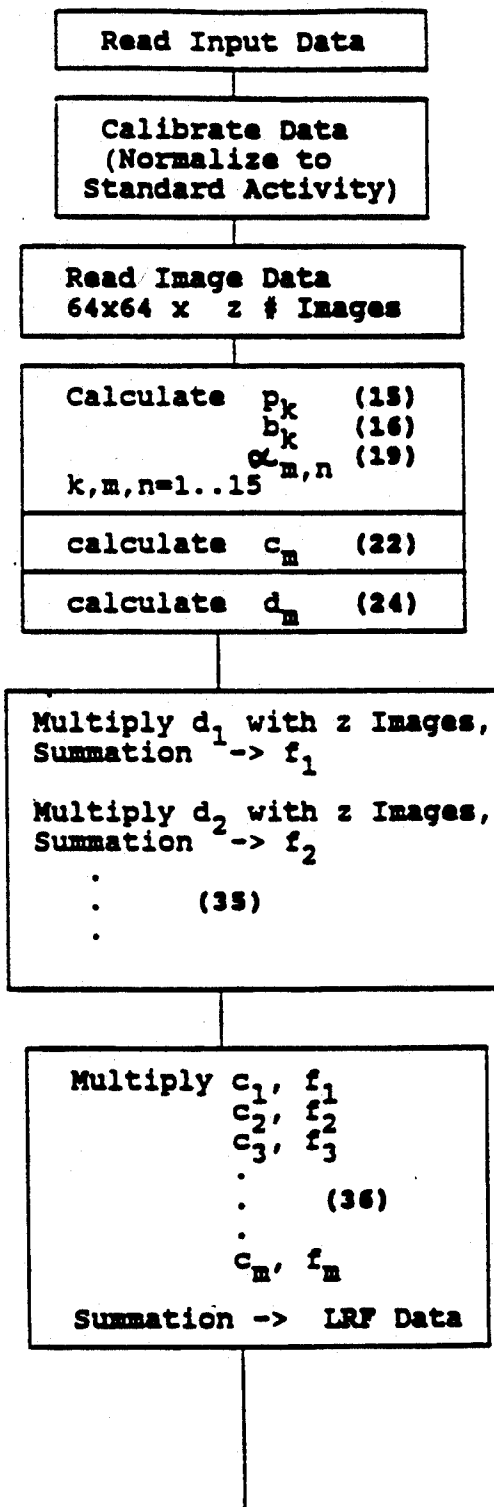 Read Input Data
Calibrate Data
(Normalize to
Standard Activity)
Read Image Data
64x64 x z # Images
Calculate p_k (15)
b_k (16)
α_m,n (19)
k,m,n=1..15
calculate c_m (22)
calculate d_m (24)
Multiply d_1 with z Images,
Summation -> f_1
Multiply d_2 with z Images,
Summation -> f_2
.
. (35)
.
Multiply c_1, f_1
c_2, f_2
c_3, f_3
.
. (36)
.
c_m, f_m
Summation -> LRF Data